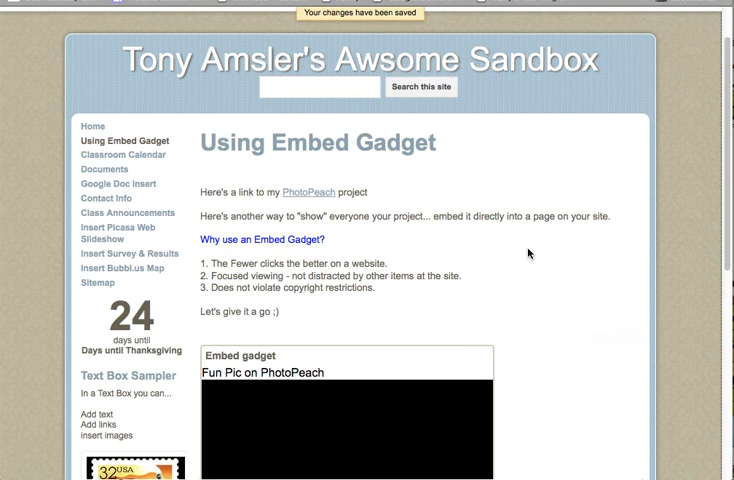 Your changes have been saved
Tony Amsler's Awsome Sandbox
Search this site
Home
Using Embed Gadget
Classroom Calendar
Documents
Google Doc Insert
Contact Info
Class Announcements
Insert Picasa Web
Slideshow
Insert Survey & Results
Insert Bubbl.us Map
Sitemap
24
days until
Days until Thanksgiving
Text Box Sampler
In a Text Box you can...
Add text
Add links
insert images
32USA
Using Embed Gadget
Here's a link to my PhotoPeach project
Here's another way to "show" everyone your project... embed it directly into a page on your site.
Why use an Embed Gadget?
1. The Fewer clicks the better on a website.
2. Focused viewing - not distracted by other items at the site.
3. Does not violate copyright restrictions.
Let's give it a go ;)
Embed gadget
Fun Pic on PhotoPeach